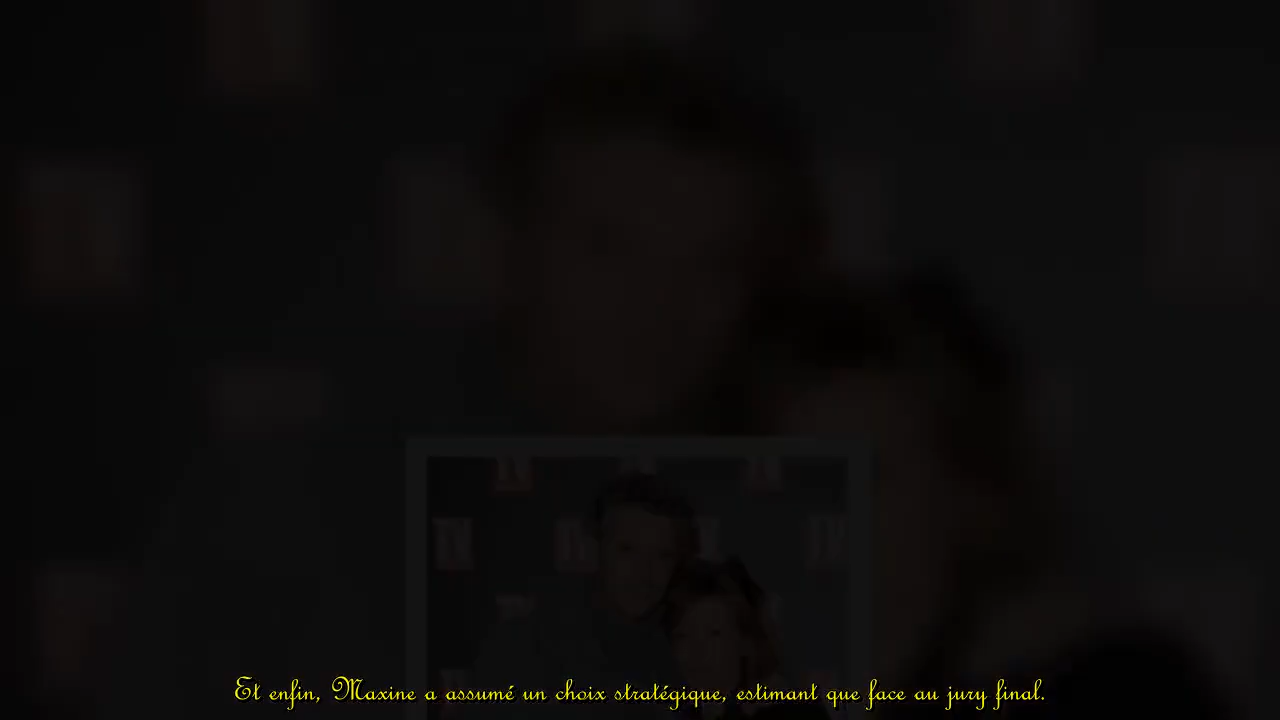 Et enfin, Maxine a assumé un choix stratégique, estimant que face au jury final.